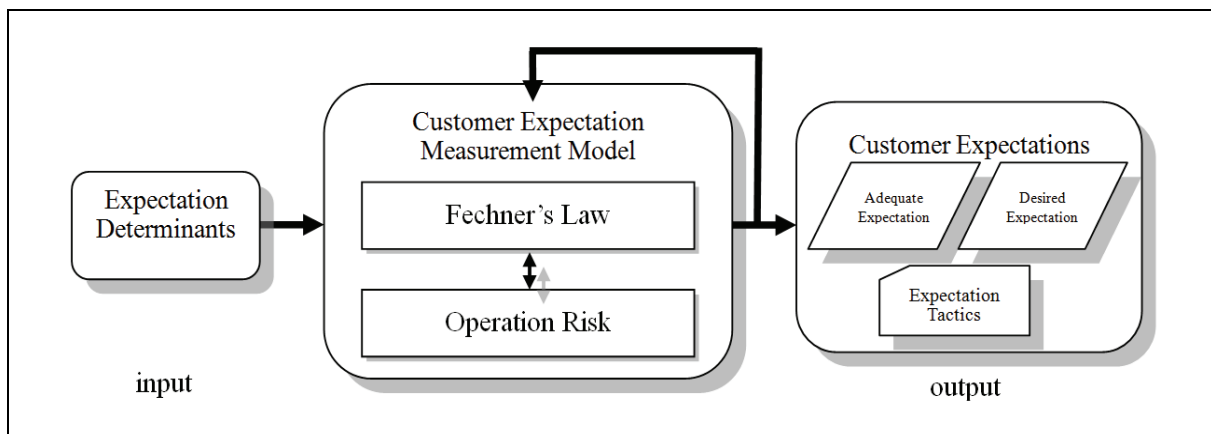 Expectation
Determinants
input
Customer Expectation
Measurement Model
Fechner's Law
Operation Risk
Customer Expectations
Adequate
Expectation
Desired
Expectation
Expectation
Tactics
output